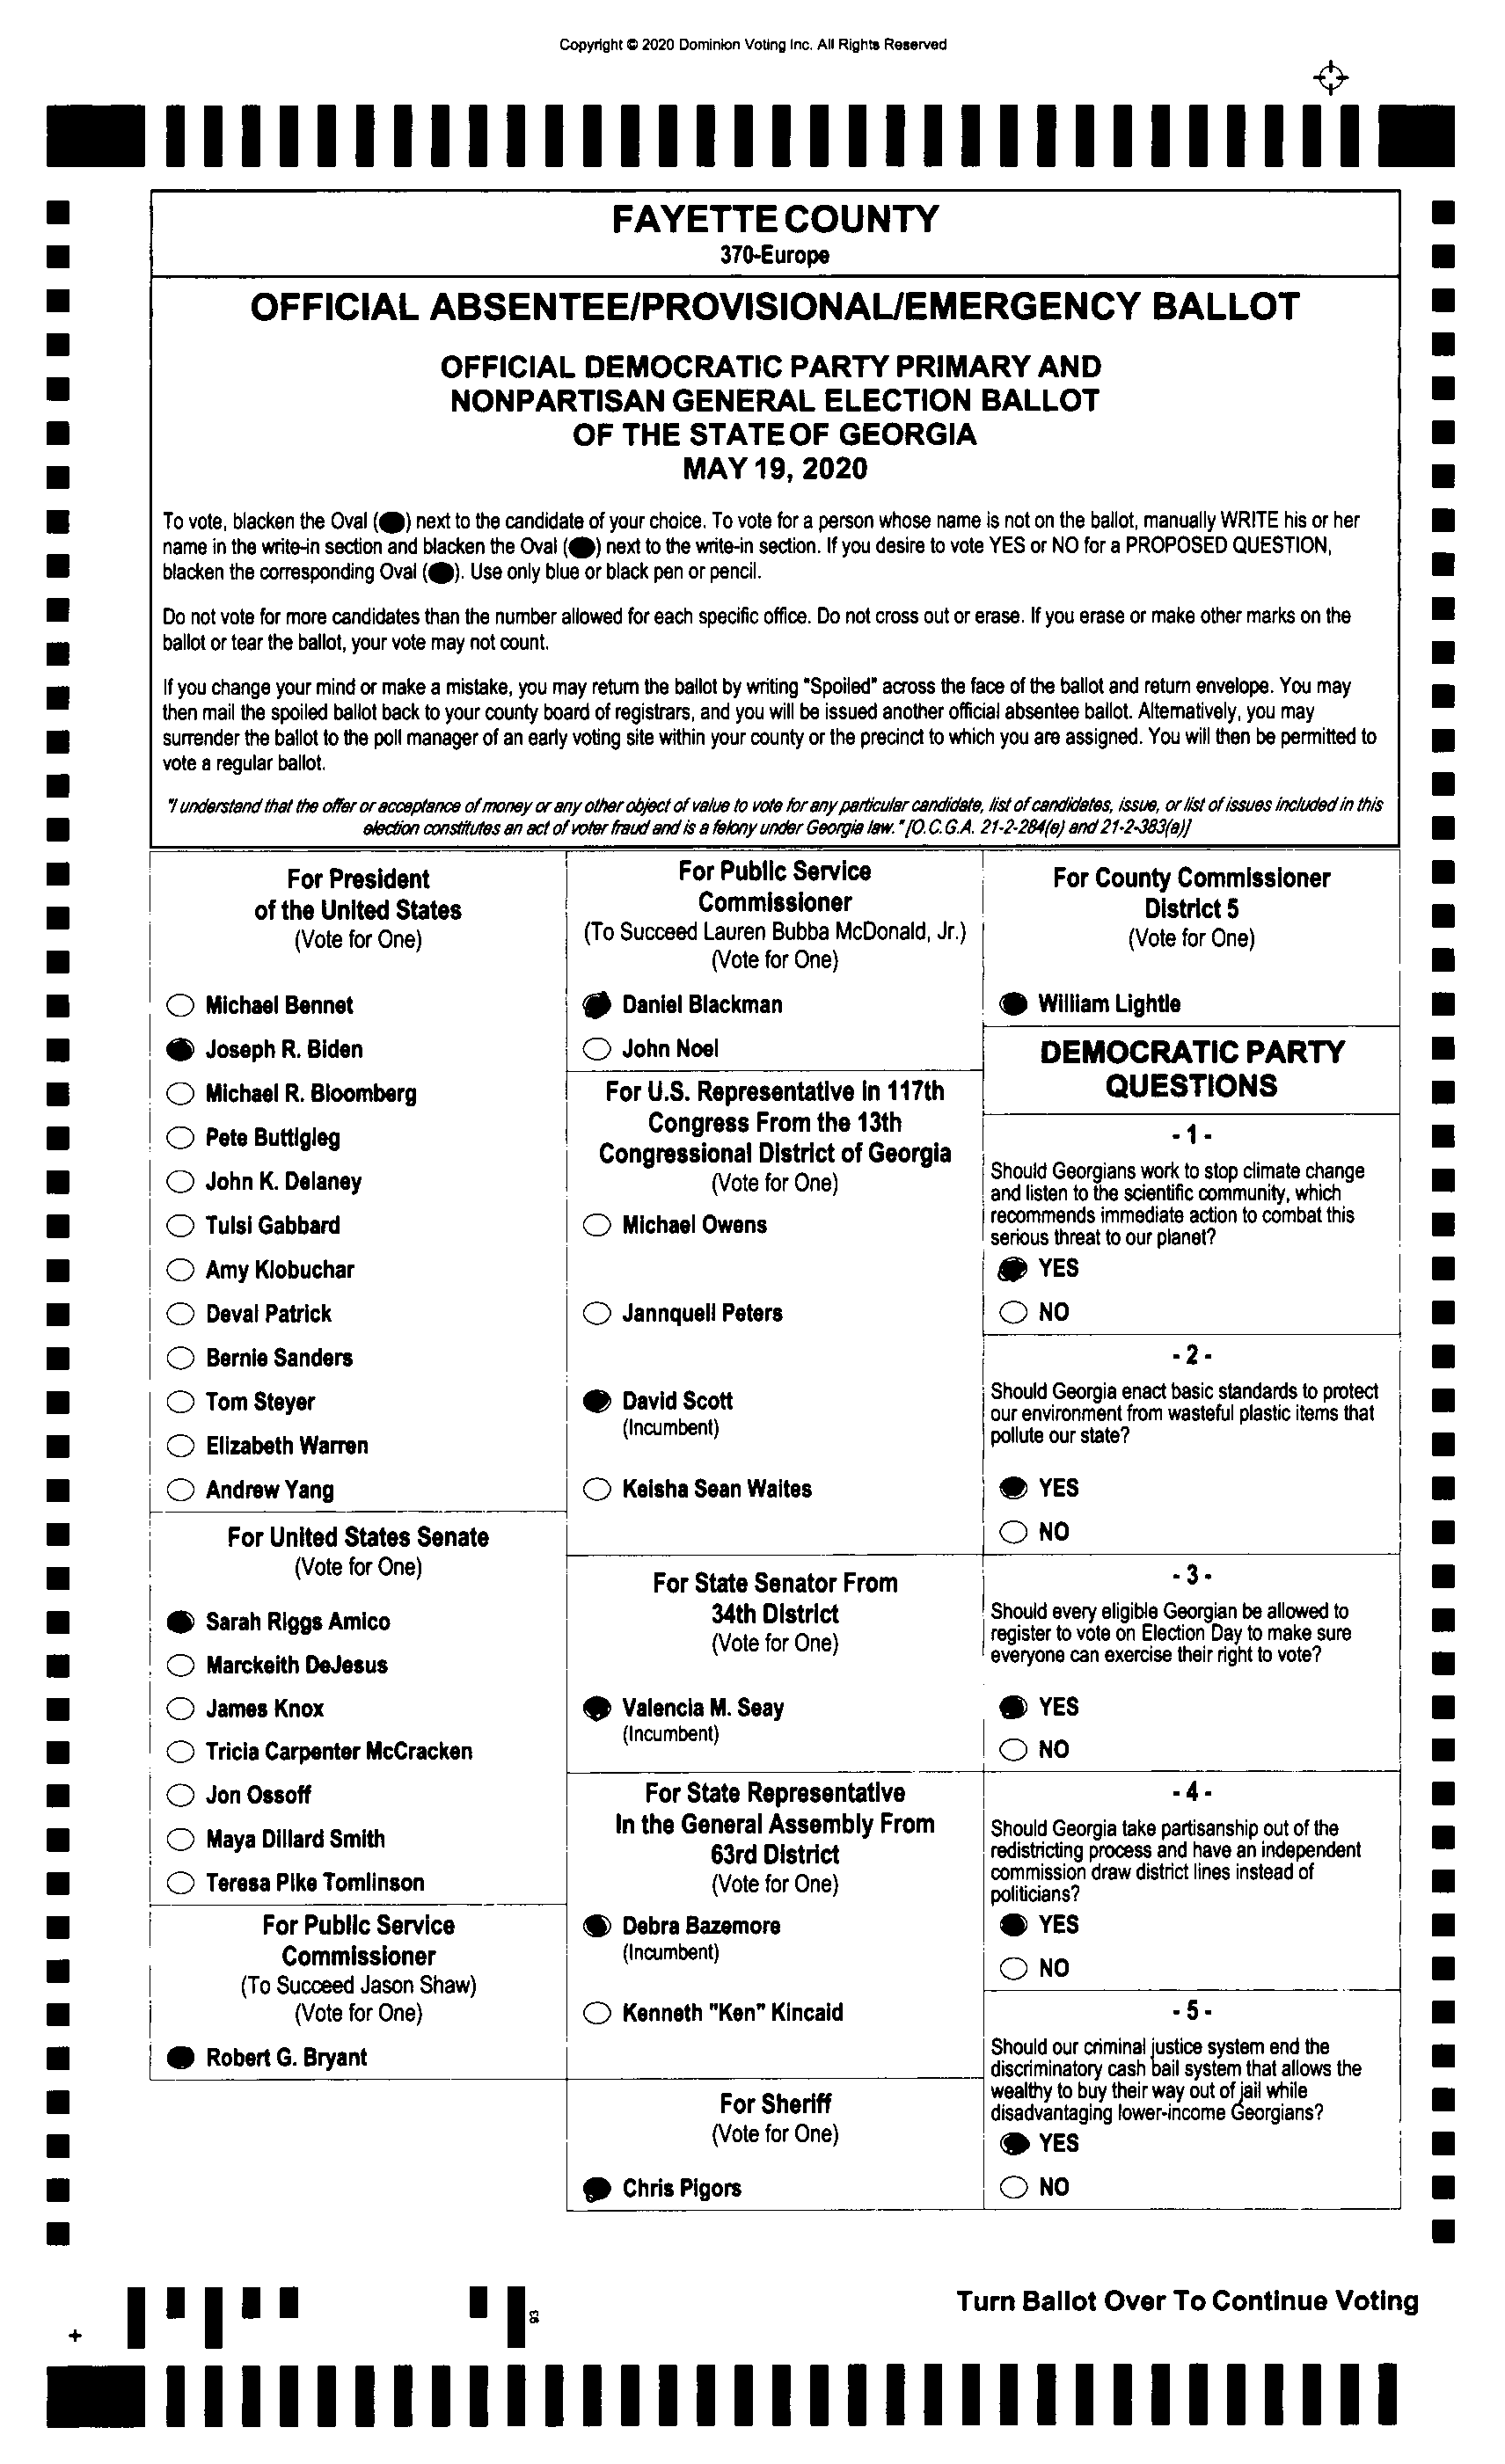 Copyright © 2020 Dominion Voting Inc. All Rights Reserved
FAYETTE COUNTY
370-Europe
OFFICIAL ABSENTEE/PROVISIONAL/EMERGENCY BALLOT
OFFICIAL DEMOCRATIC PARTY PRIMARY AND
NONPARTISAN GENERAL ELECTION BALLOT
OF THE STATE OF GEORGIA
MAY 19, 2020
To vote, blacken the Oval ( ) next to the candidate of your choice. To vote for a person whose name is not on the ballot, manually WRITE his or her
name in the write-in section and blacken the Oval ( ) next to the write-in section. If you desire to vote YES or NO for a PROPOSED QUESTION,
blacken the corresponding Oval ( ). Use only blue or black pen or pencil.
Do not vote for more candidates than the number allowed for each specific office. Do not cross out or erase. If you erase or make other marks on the
ballot or tear the ballot, your vote may not count.
If you change your mind or make a mistake, you may return the ballot by writing "Spoiled" across the face of the ballot and return envelope. You may
then mail the spoiled ballot back to your county board of registrars, and you will be issued another official absentee ballot. Alternatively, you may
surrender the ballot to the poll manager of an early voting site within your county or the precinct to which you are assigned. You will then be permitted to
vote a regular ballot.
"I understand that the offer or acceptance of money or any other object of value to vote for any particular candidate, list of candidates, issue, or list of issues included in this
election constitutes an act of voter fraud and is a felony under Georgia law." [O.C.G.A. 21-2-284(e) and 21-2-383(a)]
For President
of the United States
(Vote for One)
Michael Bennet
Joseph R. Biden
Michael R. Bloomberg
Pete Buttigieg
John K. Delaney
Tulsi Gabbard
Amy Klobuchar
Deval Patrick
Bernie Sanders
Tom Steyer
Elizabeth Warren
Andrew Yang
For United States Senate
(Vote for One)
Sarah Riggs Amico
Marckeith DeJesus
James Knox
Tricia Carpenter McCracken
Jon Ossoff
Maya Dillard Smith
Teresa Pike Tomlinson
For Public Service
Commissioner
(To Succeed Jason Shaw)
(Vote for One)
Robert G. Bryant
For Public Service
Commissioner
(To Succeed Lauren Bubba McDonald, Jr.)
(Vote for One)
Daniel Blackman
John Noel
For U.S. Representative in 117th
Congress From the 13th
Congressional District of Georgia
(Vote for One)
Michael Owens
Jannquell Peters
David Scott
(Incumbent)
Keisha Sean Waites
For State Senator From
34th District
(Vote for One)
Valencia M. Seay
(Incumbent)
For State Representative
In the General Assembly From
63rd District
(Vote for One)
Debra Bazemore
(Incumbent)
Kenneth "Ken" Kincaid
For Sheriff
(Vote for One)
Chris Pigors
For County Commissioner
District 5
(Vote for One)
William Lightle
DEMOCRATIC PARTY
QUESTIONS
- 1 -
Should Georgians work to stop climate change
and listen to the scientific community, which
recommends immediate action to combat this
serious threat to our planet?
YES
NO
- 2 -
Should Georgia enact basic standards to protect
our environment from wasteful plastic items that
pollute our state?
YES
NO
- 3 -
Should every eligible Georgian be allowed to
register to vote on Election Day to make sure
everyone can exercise their right to vote?
YES
NO
- 4 -
Should Georgia take partisanship out of the
redistricting process and have an independent
commission draw district lines instead of
politicians?
YES
NO
- 5 -
Should our criminal justice system end the
discriminatory cash bail system that allows the
wealthy to buy their way out of jail while
disadvantaging lower-income Georgians?
YES
NO
Turn Ballot Over To Continue Voting
93